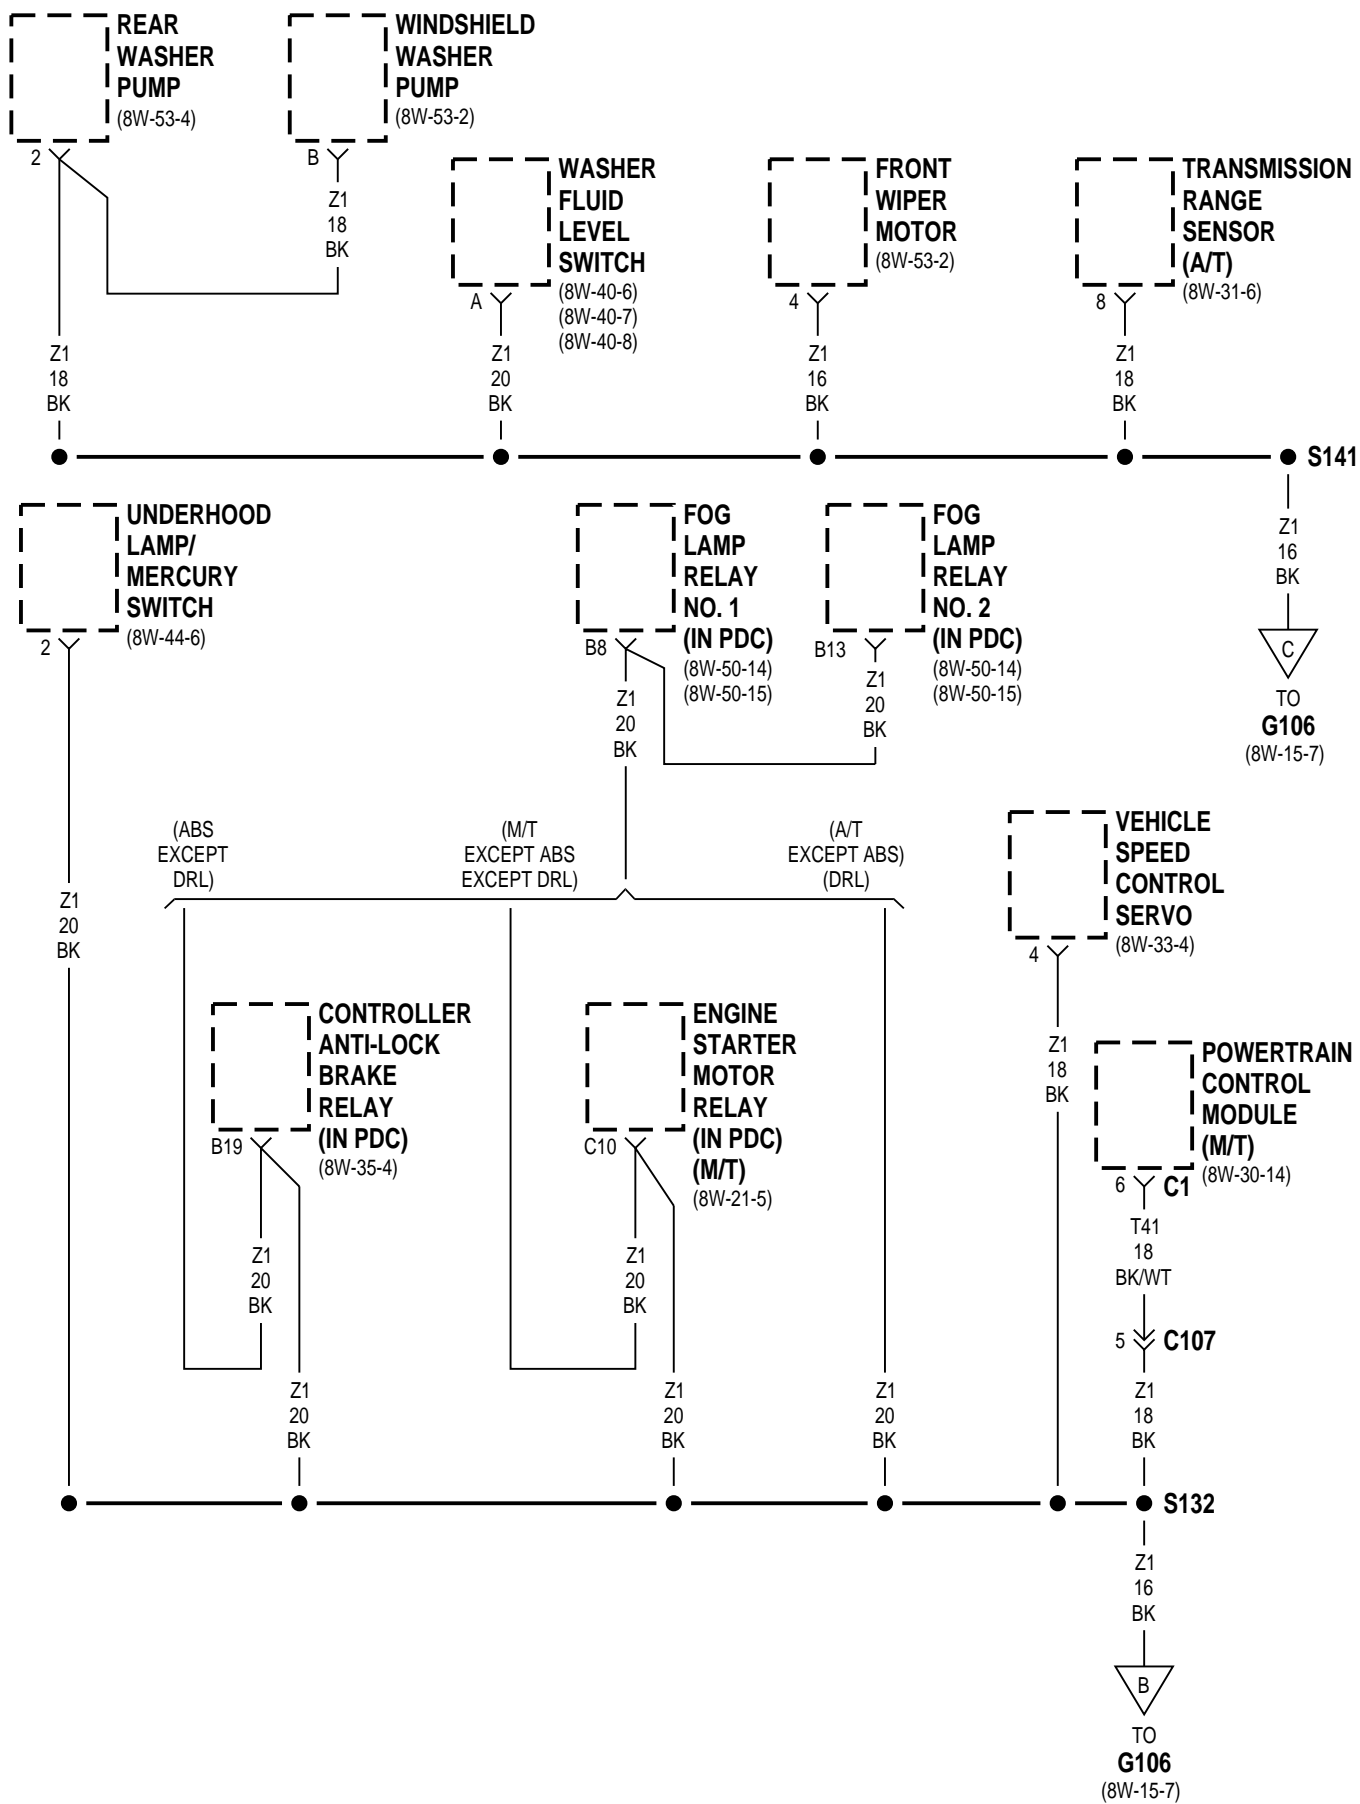 REAR
WASHER
PUMP
(8W-53-4)
2
WINDSHIELD
WASHER
PUMP
(8W-53-2)
B
Z1
18
BK
WASHER
FLUID
LEVEL
SWITCH
(8W-40-6)
(8W-40-7)
(8W-40-8)
A
FRONT
WIPER
MOTOR
(8W-53-2)
4
TRANSMISSION
RANGE
SENSOR
(A/T)
(8W-31-6)
8
Z1
18
BK
Z1
20
BK
Z1
16
BK
Z1
18
BK
S141
Z1
16
BK
C
TO
G106
(8W-15-7)
UNDERHOOD
LAMP/
MERCURY
SWITCH
(8W-44-6)
2
FOG
LAMP
RELAY
NO. 1
(IN PDC)
(8W-50-14)
(8W-50-15)
B8
Z1
20
BK
FOG
LAMP
RELAY
NO. 2
(IN PDC)
(8W-50-14)
(8W-50-15)
B13
Z1
20
BK
(ABS
EXCEPT
DRL)
(M/T
EXCEPT ABS
EXCEPT DRL)
(A/T
EXCEPT ABS)
(DRL)
VEHICLE
SPEED
CONTROL
SERVO
(8W-33-4)
4
Z1
20
BK
CONTROLLER
ANTI-LOCK
BRAKE
RELAY
(IN PDC)
(8W-35-4)
B19
Z1
20
BK
ENGINE
STARTER
MOTOR
RELAY
(IN PDC)
(M/T)
(8W-21-5)
C10
Z1
20
BK
Z1
18
BK
POWERTRAIN
CONTROL
MODULE
(M/T)
(8W-30-14)
6
C1
T41
18
BK/WT
5
C107
Z1
20
BK
Z1
20
BK
Z1
20
BK
Z1
18
BK
S132
Z1
16
BK
B
TO
G106
(8W-15-7)